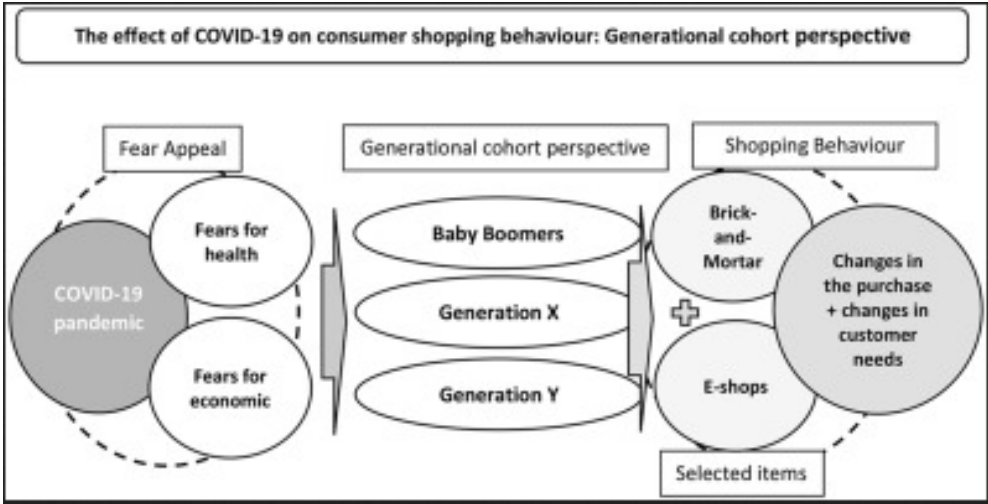 The effect of COVID-19 on consumer shopping behaviour: Generational cohort perspective
Fear Appeal
Generational cohort perspective
Shopping Behaviour
COVID-19
pandemic
Fears for
health
Fears for
economic
Baby Boomers
Generation X
Generation Y
Brick-
and-
Mortar
E-shops
Changes in
the purchase
+ changes in
customer
needs
Selected items